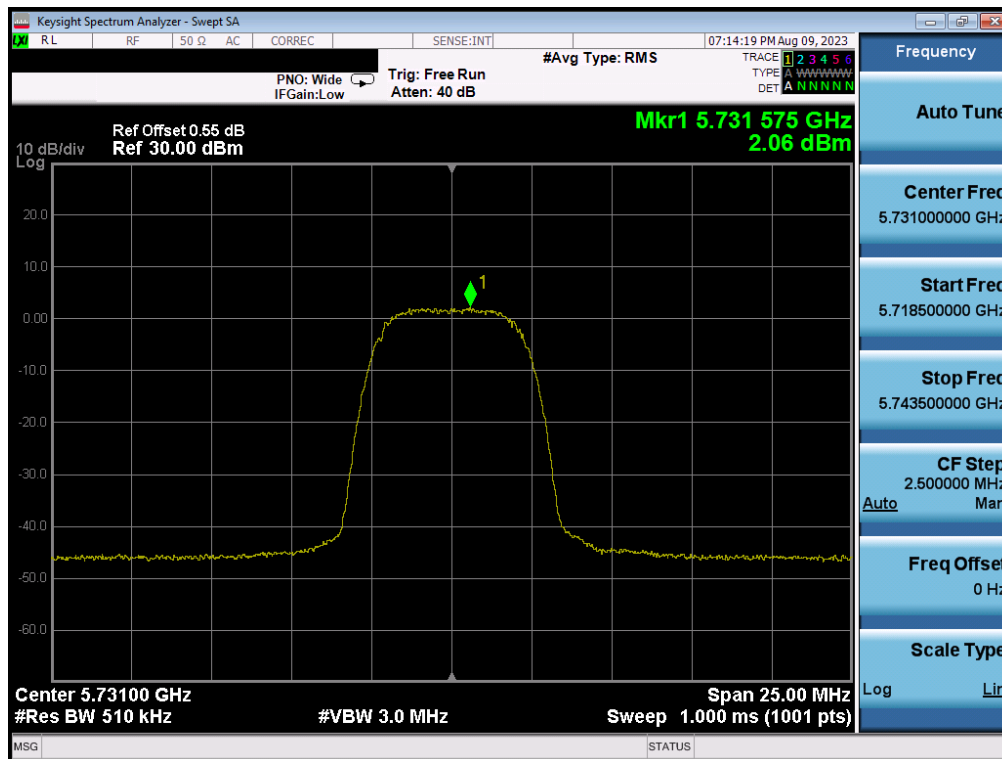 Keysight Spectrum Analyzer - Swept SA
LXI RL RF 50 Ω AC CORREC SENSE:INT 07:14:19 PM Aug 09, 2023
#Avg Type: RMS TRACE 1 2 3 4 5 6
PNO: Wide Trig: Free Run TYPE A WWWWW
IFGain:Low Atten: 40 dB DET A N N N N N
Mkr1 5.731 575 GHz
2.06 dBm
Ref Offset 0.55 dB
10 dB/div Ref 30.00 dBm
Log
20.0
10.0
1
0.00
-10.0
-20.0
-30.0
-40.0
-50.0
-60.0
Center 5.73100 GHz Span 25.00 MHz
#Res BW 510 kHz #VBW 3.0 MHz Sweep 1.000 ms (1001 pts)
MSG STATUS
Frequency
Auto Tune
Center Freq
5.731000000 GHz
Start Freq
5.718500000 GHz
Stop Freq
5.743500000 GHz
CF Step
2.500000 MHz
Auto Man
Freq Offset
0 Hz
Scale Type
Log Lin